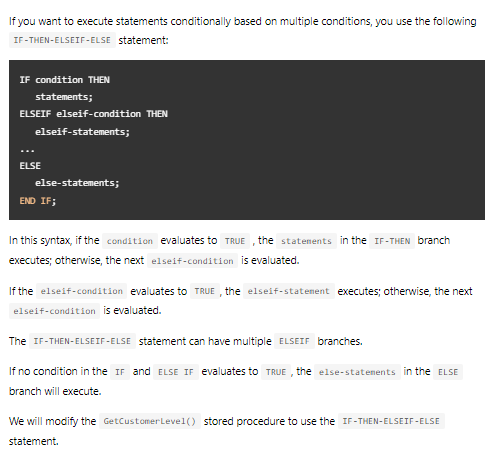 If you want to execute statements conditionally based on multiple conditions, you use the following
IF-THEN-ELSEIF-ELSE statement:
IF condition THEN
statements;
ELSEIF elseif-condition THEN
elseif-statements;
...
ELSE
else-statements;
END IF;
In this syntax, if the condition evaluates to TRUE , the statements in the IF-THEN branch
executes; otherwise, the next elseif-condition is evaluated.
If the elseif-condition evaluates to TRUE , the elseif-statement executes; otherwise, the next
elseif-condition is evaluated.
The IF-THEN-ELSEIF-ELSE statement can have multiple ELSEIF branches.
If no condition in the IF and ELSE IF evaluates to TRUE , the else-statements in the ELSE
branch will execute.
We will modify the GetCustomerLevel() stored procedure to use the IF-THEN-ELSEIF-ELSE
statement.